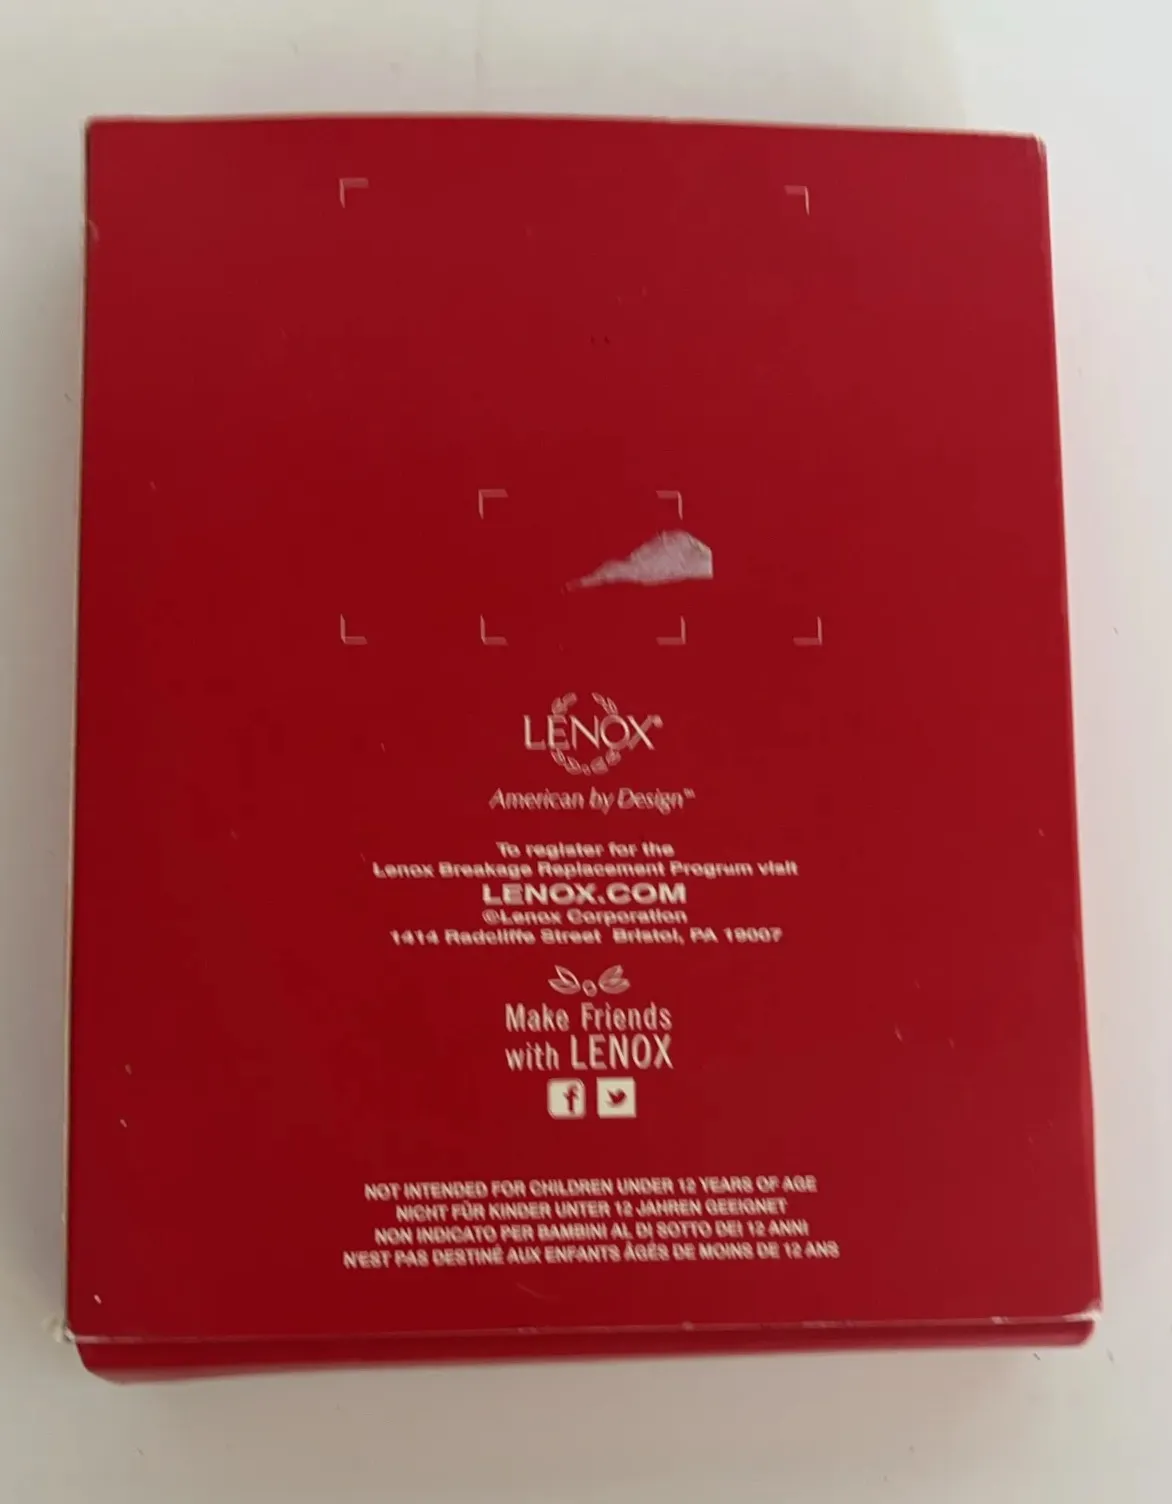 LENOX®
American by Design™
To register for the
Lenox Breakage Replacement Program visit
LENOX.COM
©Lenox Corporation
1414 Radcliffe Street Bristol, PA 19007
Make Friends
with LENOX
NOT INTENDED FOR CHILDREN UNDER 12 YEARS OF AGE
NICHT FÜR KINDER UNTER 12 JAHREN GEEIGNET
NON INDICATO PER BAMBINI AL DI SOTTO DEI 12 ANNI
N'EST PAS DESTINÉ AUX ENFANTS ÂGÉS DE MOINS DE 12 ANS